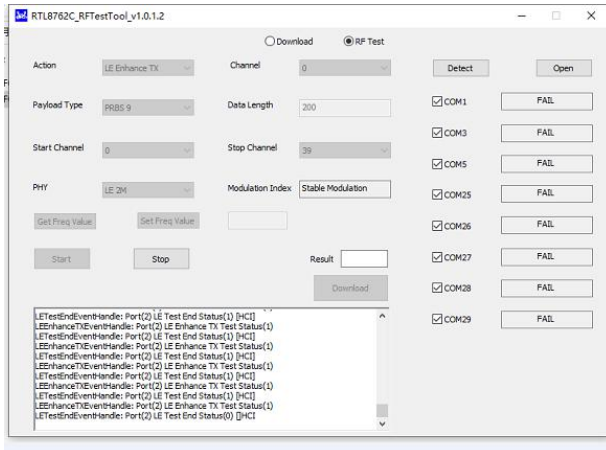 RTL8762C_RFTestTool_v1.0.1.2
Download
RF Test
Action
LE Enhance TX
Channel
0
Detect
Open
Payload Type
PRBS 9
Data Length
200
COM1
FAIL
COM3
FAIL
Start Channel
0
Stop Channel
39
COM5
FAIL
PHY
LE 2M
Modulation Index
Stable Modulation
COM25
FAIL
Get Freq Value
Set Freq Value
COM26
FAIL
Start
Stop
Result
COM27
FAIL
Download
COM28
FAIL
COM29
FAIL
LETestEndEventHandle: Port(2) LE Test End Status(1) [HCI]
LEEnhanceTXEventHandle: Port(2) LE Enhance TX Test Status(1)
LETestEndEventHandle: Port(2) LE Test End Status(1) [HCI]
LEEnhanceTXEventHandle: Port(2) LE Enhance TX Test Status(1)
LETestEndEventHandle: Port(2) LE Test End Status(1) [HCI]
LEEnhanceTXEventHandle: Port(2) LE Enhance TX Test Status(1)
LETestEndEventHandle: Port(2) LE Test End Status(1) [HCI]
LEEnhanceTXEventHandle: Port(2) LE Enhance TX Test Status(1)
LETestEndEventHandle: Port(2) LE Test End Status(1) [HCI]
LEEnhanceTXEventHandle: Port(2) LE Enhance TX Test Status(1)
LETestEndEventHandle: Port(2) LE Test End Status(0) []HCI